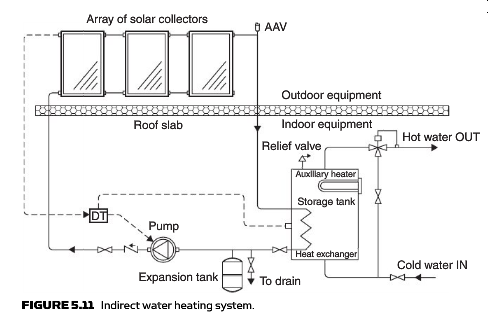 Array of solar collectors
AAV
Outdoor equipment
Roof slab
Indoor equipment
Hot water OUT
Relief valve
Auxiliary heater
Storage tank
DT
Pump
Heat exchanger
Cold water IN
Expansion tank
To drain
FIGURE 5.11 Indirect water heating system.